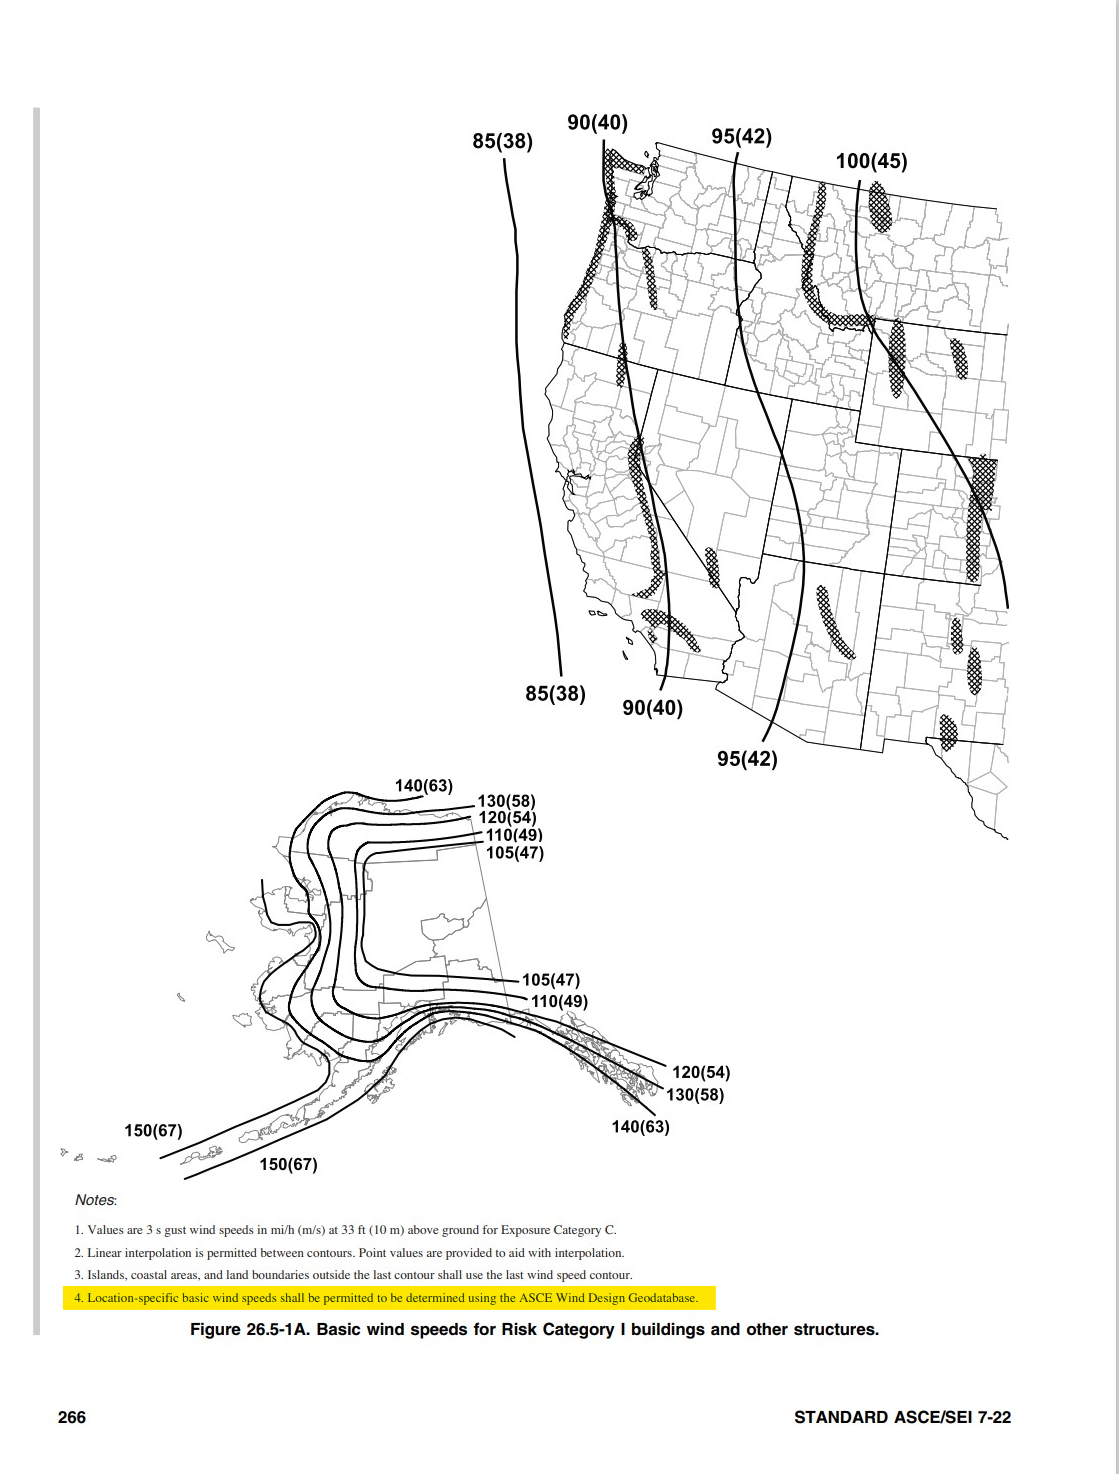 90(40)
85(38)
95(42)
100(45)
85(38)
90(40)
95(42)
140(63)
130(58)
120(54)
110(49)
105(47)
105(47)
110(49)
120(54)
130(58)
140(63)
150(67)
150(67)
Notes:
1. Values are 3 s gust wind speeds in mi/h (m/s) at 33 ft (10 m) above ground for Exposure Category C.
2. Linear interpolation is permitted between contours. Point values are provided to aid with interpolation.
3. Islands, coastal areas, and land boundaries outside the last contour shall use the last wind speed contour.
4. Location-specific basic wind speeds shall be permitted to be determined using the ASCE Wind Design Geodatabase.
Figure 26.5-1A. Basic wind speeds for Risk Category I buildings and other structures.
266
STANDARD ASCE/SEI 7-22